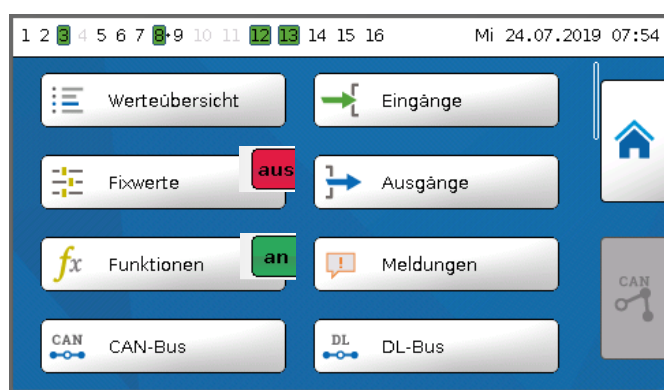 1 2 3 4 5 6 7 8 9 10 11 12 13 14 15 16 Mi 24.07.2019 07:54
Werteübersicht Eingänge
Fixwerte aus Ausgänge
fx Funktionen an ! Meldungen
CAN
CAN CAN-Bus DL DL-Bus